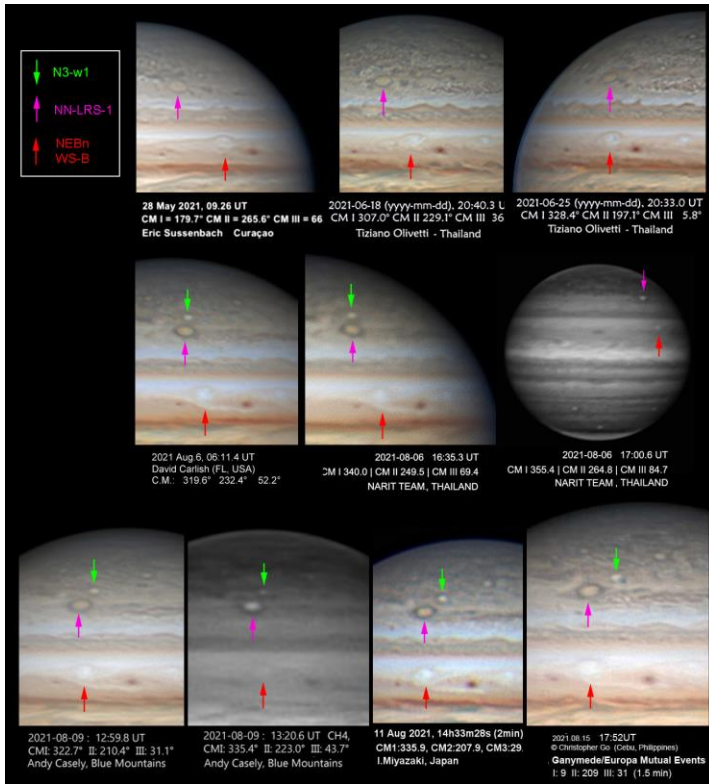 N3-w1
NN-LRS-1
NEBn
WS-B
28 May 2021, 09.26 UT
CM I = 179.7° CM II = 265.6° CM III = 66
Eric Sussenbach Curaçao
2021-06-18 (yyyy-mm-dd), 20:40.3 U
CM I 307.0° CM II 229.1° CM III 36
Tiziano Olivetti - Thailand
2021-06-25 (yyyy-mm-dd), 20:33.0 UT
CM I 328.4° CM II 197.1° CM III 5.8°
Tiziano Olivetti - Thailand
2021 Aug.6, 06:11.4 UT
David Carlish (FL, USA)
C.M.: 319.6° 232.4° 52.2°
2021-08-06 16:35.3 UT
CM I 340.0 | CM II 249.5 | CM III 69.4
NARIT TEAM, THAILAND
2021-08-06 17:00.6 UT
CM I 355.4 | CM II 264.8 | CM III 84.7
NARIT TEAM, THAILAND
2021-08-09 : 12:59.8 UT
CMI: 322.7° II: 210.4° III: 31.1°
Andy Casely, Blue Mountains
2021-08-09 : 13:20.6 UT CH4,
CMI: 335.4° II: 223.0° III: 43.7°
Andy Casely, Blue Mountains
11 Aug 2021, 14h33m28s (2min)
CM1:335.9, CM2:207.9, CM3:29.
I.Miyazaki, Japan
2021.08.15 17:52UT
© Christopher Go (Cebu, Philippines)
Ganymede/Europa Mutual Events
I: 9 II: 209 III: 31 (1.5 min)